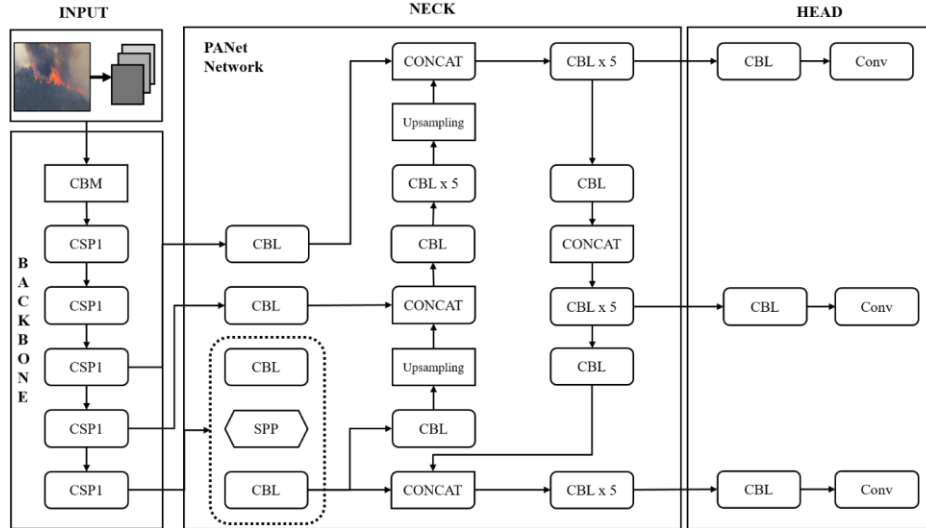 INPUT
NECK
HEAD
PANet
Network
CONCAT
CBL x 5
CBL
Conv
Upsampling
CBM
CBL x 5
CBL
CSP1
CBL
CBL
CONCAT
BACKBONE
CSP1
CBL
CONCAT
CBL x 5
CBL
Conv
CSP1
CBL
Upsampling
CBL
CSP1
SPP
CBL
CSP1
CBL
CONCAT
CBL x 5
CBL
Conv